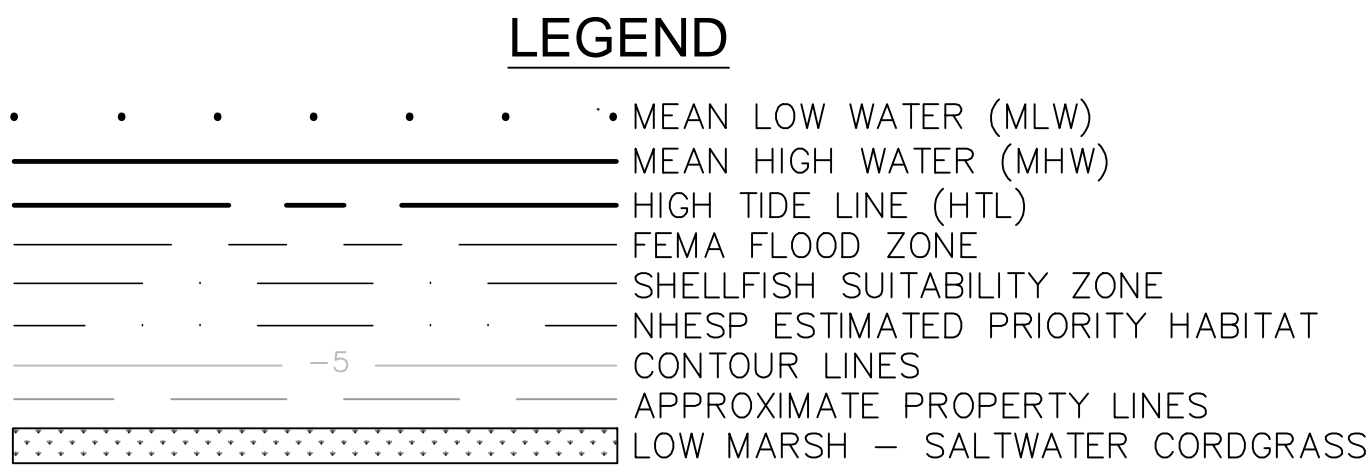 LEGEND
MEAN LOW WATER (MLW)
MEAN HIGH WATER (MHW)
HIGH TIDE LINE (HTL)
FEMA FLOOD ZONE
SHELLFISH SUITABILITY ZONE
NHESP ESTIMATED PRIORITY HABITAT
-5 CONTOUR LINES
APPROXIMATE PROPERTY LINES
LOW MARSH - SALTWATER CORDGRASS